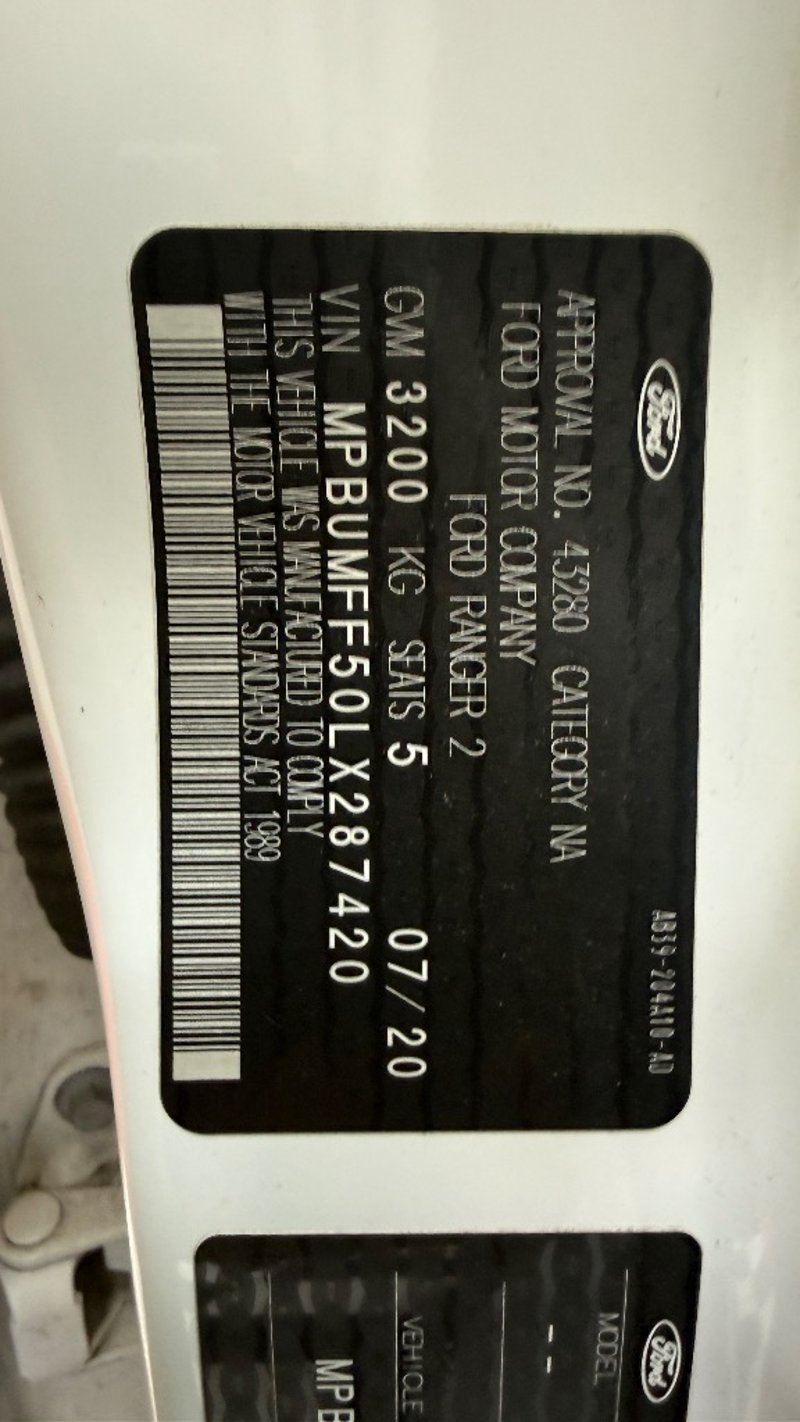 Ford
AB39-204A10-AD
APPROVAL NO. 43280 CATEGORY NA
FORD MOTOR COMPANY
FORD RANGER 2
GVM 3200 KG SEATS 5 07/20
VIN MPBUMFF50LX287420
THIS VEHICLE WAS MANUFACTURED TO COMPLY
WITH THE MOTOR VEHICLE STANDARDS ACT 1989
Ford
MODEL
--
VEHICLE
MPB